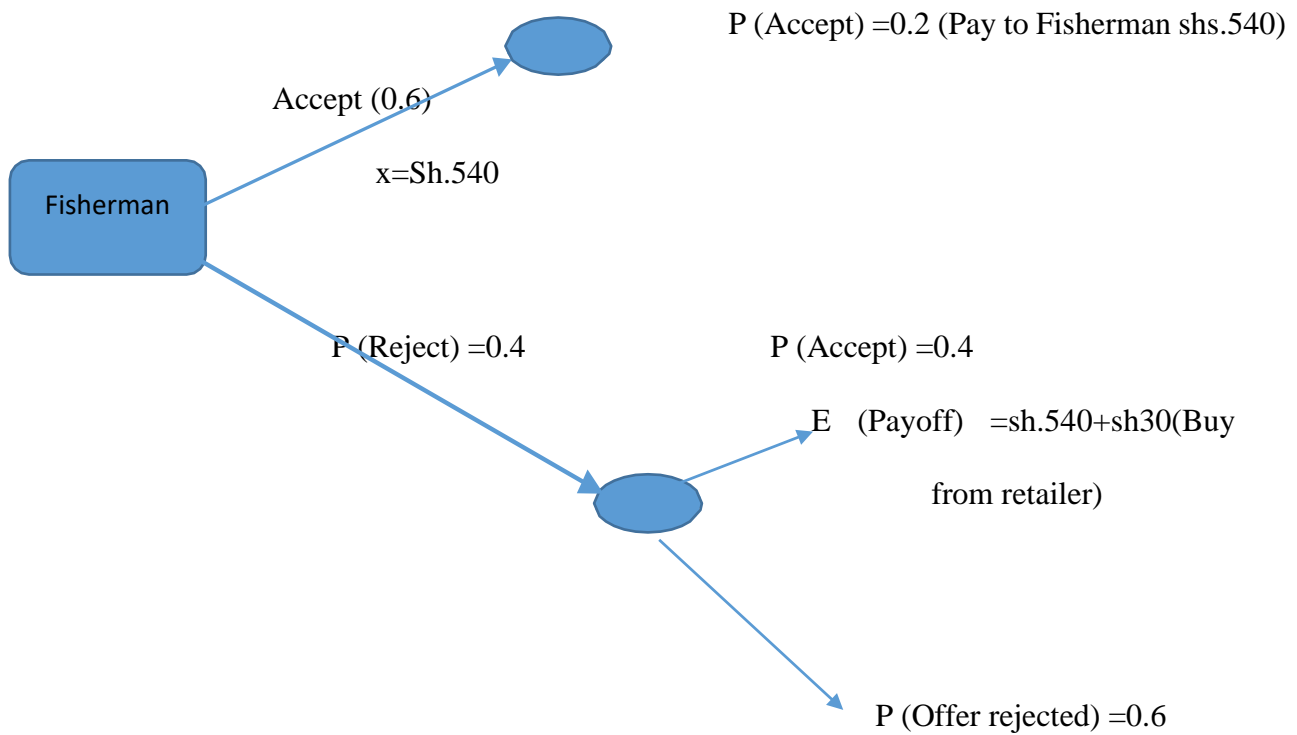 P (Accept) =0.2 (Pay to Fisherman shs.540)
Accept (0.6)
x=Sh.540
Fisherman
P (Reject) =0.4
P (Accept) =0.4
E (Payoff) =sh.540+sh30(Buy
from retailer)
P (Offer rejected) =0.6